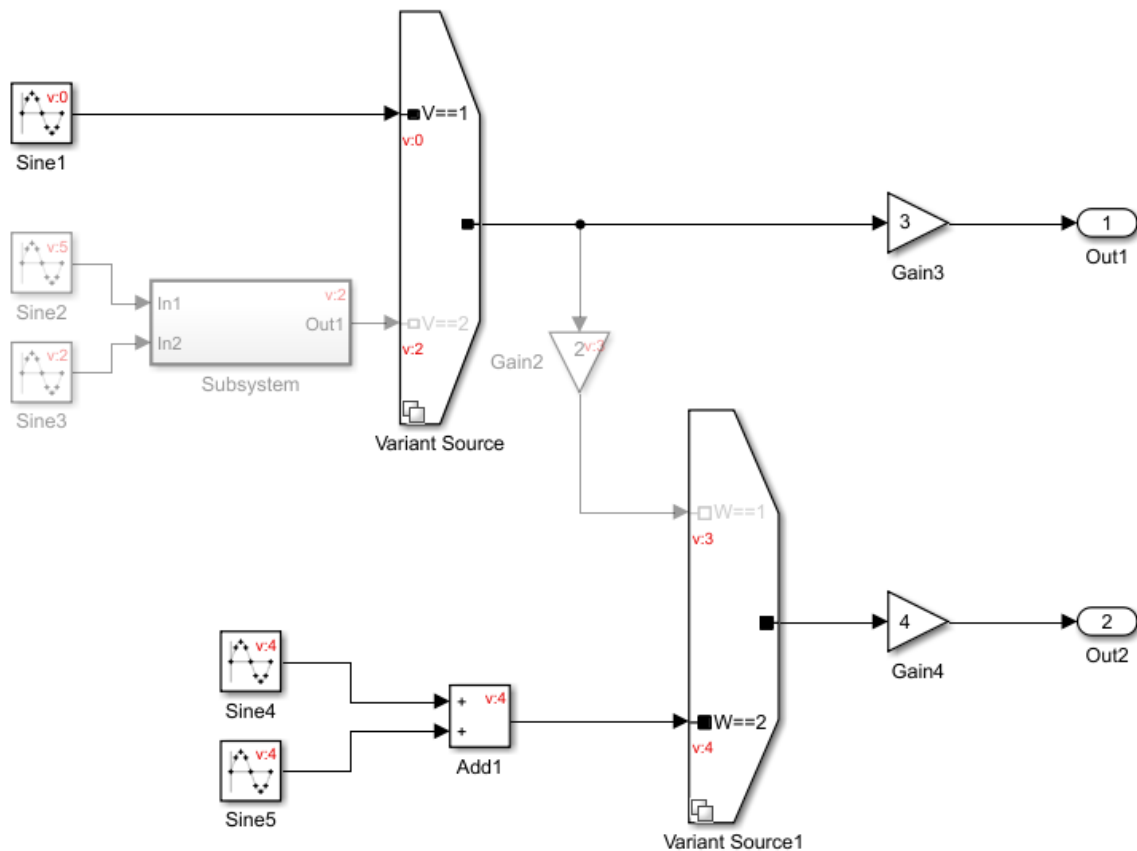 v:0
Sine1
V==1
v:0
3
Gain3
1
Out1
v:5
Sine2
In1
v:2
Out1
In2
Subsystem
v:2
Sine3
V==2
v:2
Variant Source
2
v:3
Gain2
W==1
v:3
4
Gain4
2
Out2
v:4
Sine4
v:4
Sine5
+
+
v:4
Add1
W==2
v:4
Variant Source1